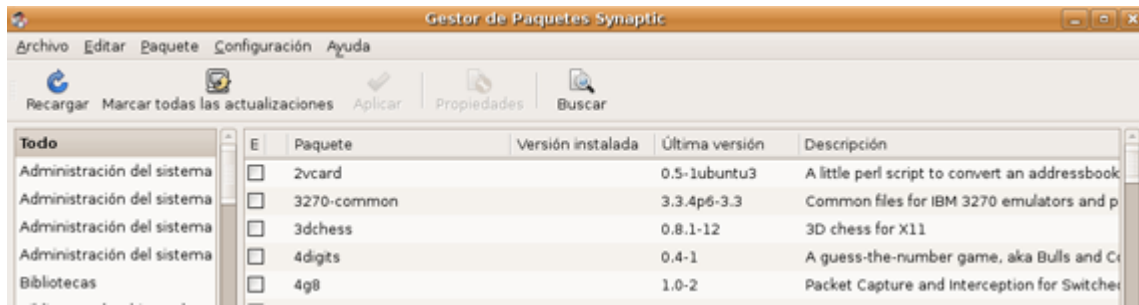 Gestor de Paquetes Synaptic
Archivo Editar Paquete Configuración Ayuda
Recargar Marcar todas las actualizaciones Aplicar Propiedades Buscar
Todo E Paquete Versión instalada Última versión Descripción
Administración del sistema 2vcard 0.5-1ubuntu3 A little perl script to convert an addressbook
Administración del sistema 3270-common 3.3.4p6-3.3 Common files for IBM 3270 emulators and p
Administración del sistema 3dchess 0.8.1-12 3D chess for X11
Administración del sistema 4digits 0.4-1 A guess-the-number game, aka Bulls and
Bibliotecas 4g8 1.0-2 Packet Capture and Interception for Switched